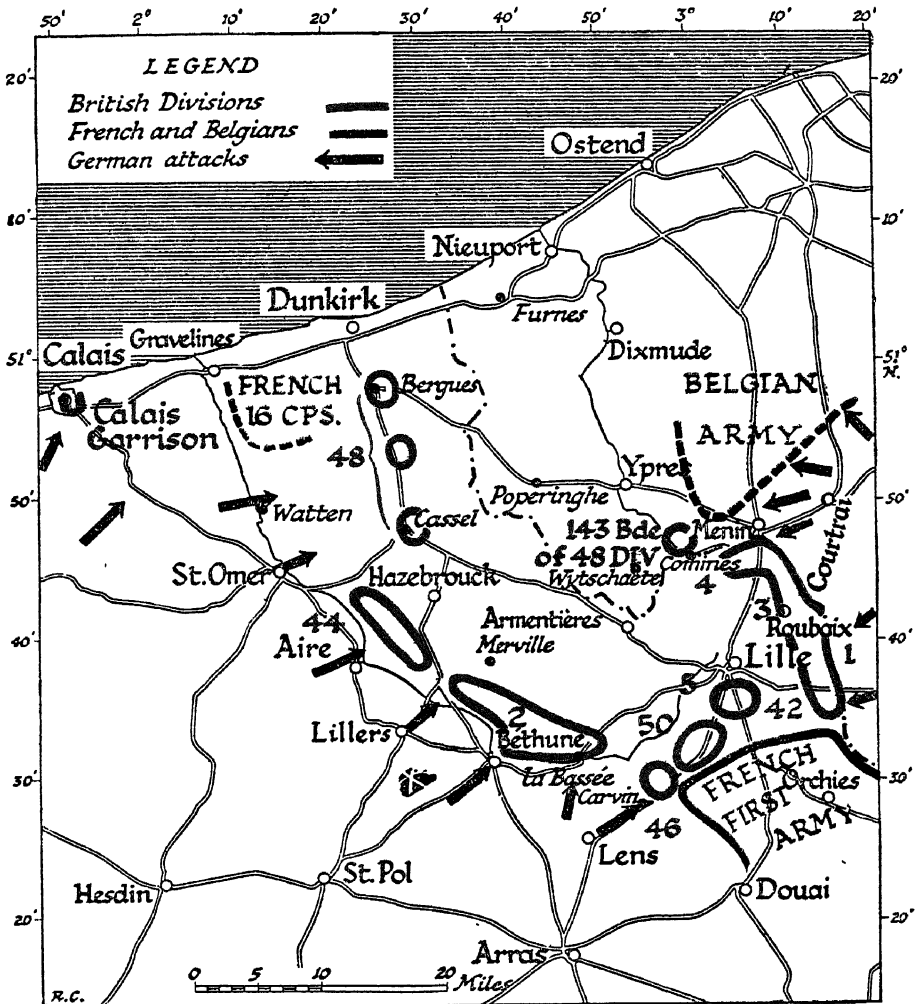 50' 2° 10' 20' 30' 40' 50' 3° 10' 20'
LEGEND
British Divisions
French and Belgians
German attacks
20'
20'
Ostend
10'
10'
Nieuport
Dunkirk
Furnes
Gravelines
Dixmude
51°
51°
N.
Calais
FRENCH
16 CPS.
Bergues
BELGIAN
ARMY
Calais
Garrison
48
Ypres
50'
50'
Watten
Poperinghe
Cassel
143 Bde
of 48 DIV
Menin
Courtrai
Comines
Wytschaete
St.Omer
Hazebrouck
4
44
Armentières
3
Roubaix
Merville
40'
40'
Aire
Lille
1
5
2
50
42
Lillers
Béthune
la Bassée
FRENCH
FIRST
ARMY
Orchies
30'
30'
Carvin
46
Lens
St.Pol
Hesdin
Douai
20'
20'
Arras
0 5 10 20
Miles
R.C.